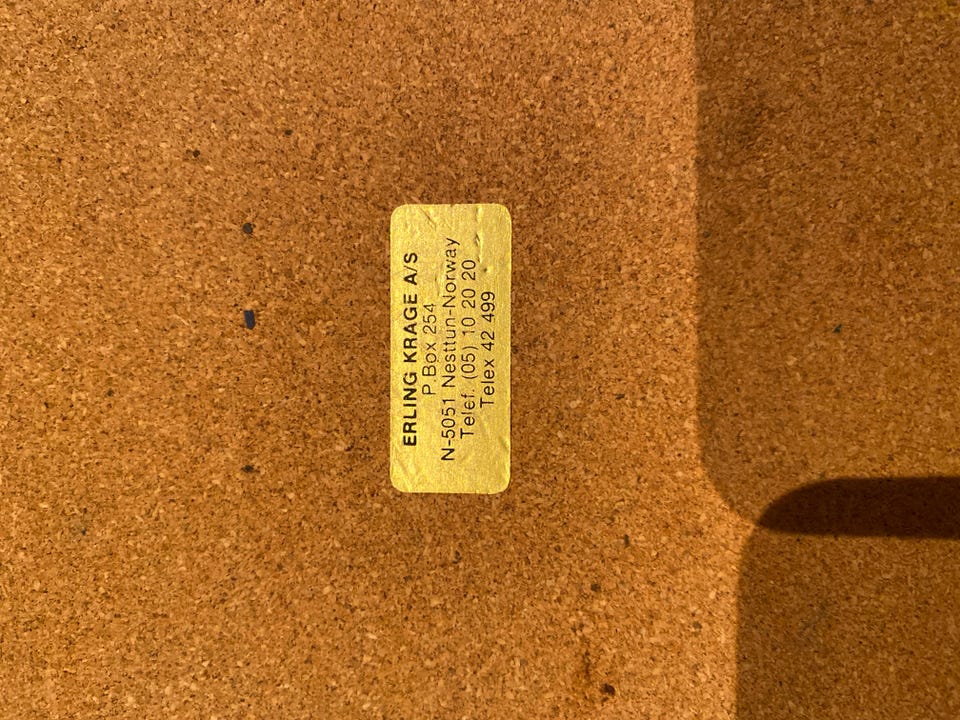 ERLING KRAGE A/S
P.Box 254
N-5051 Nesttun-Norway
Telef. (05) 10 20 20
Telex 42 499